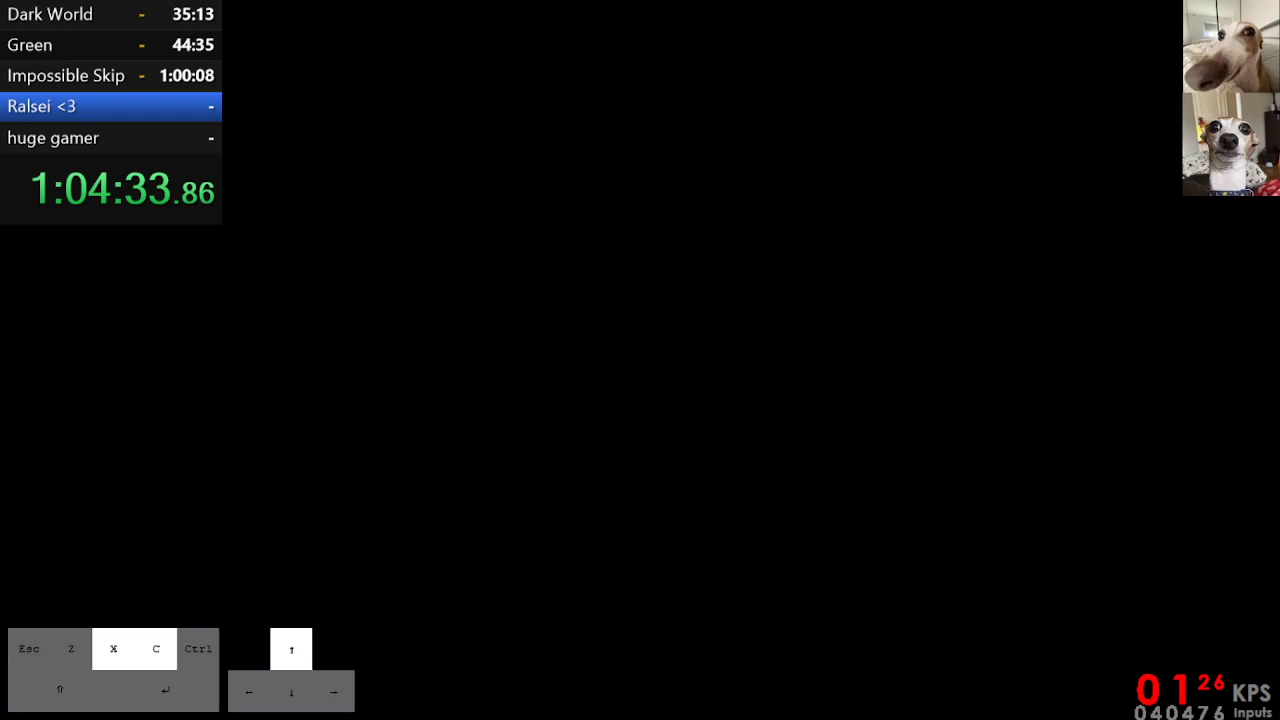 Dark World - 35:13
Green - 44:35
Impossible Skip - 1:00:08
Ralsei <3 -
huge gamer -
1:04:33.86
Esc Z X C Ctrl ↑
⇧ ↵ ← ↓ →
01 26 KPS
040476 Inputs